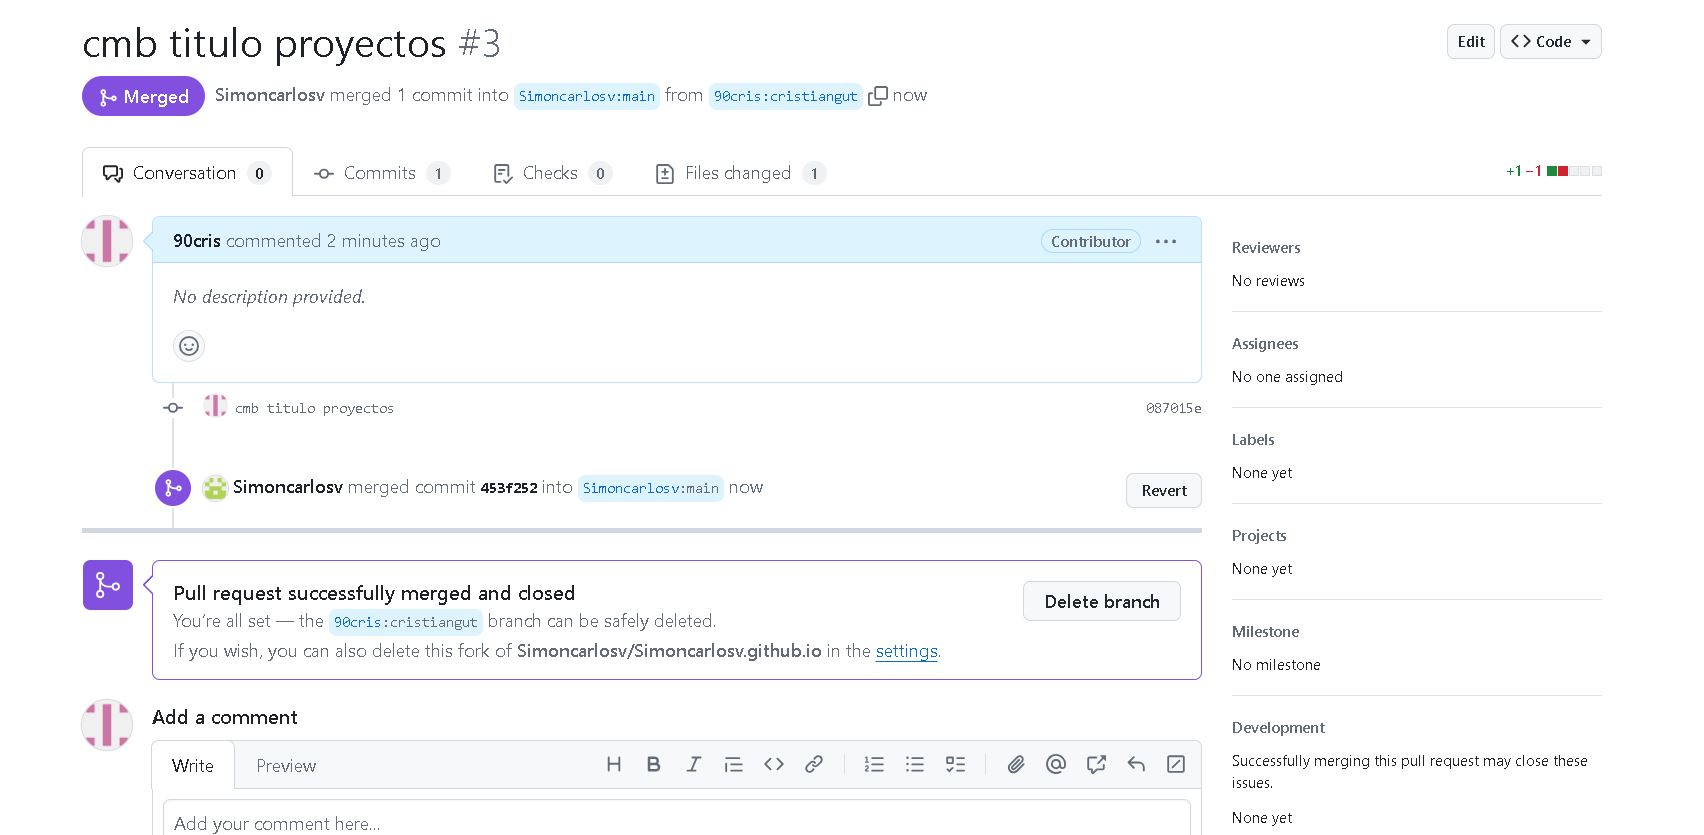 cmb titulo proyectos #3
Edit
<> Code
Merged
Simoncarlosv merged 1 commit into Simoncarlosv:main from 90cris:cristiangut now
Conversation 0
Commits 1
Checks 0
Files changed 1
+1 −1
90cris commented 2 minutes ago
Contributor
No description provided.
cmb titulo proyectos
087015e
Simoncarlosv merged commit 453f252 into Simoncarlosv:main now
Revert
Pull request successfully merged and closed
You're all set — the 90cris:cristiangut branch can be safely deleted.
If you wish, you can also delete this fork of Simoncarlosv/Simoncarlosv.github.io in the settings.
Delete branch
Add a comment
Write
Preview
Add your comment here...
Reviewers
No reviews
Assignees
No one assigned
Labels
None yet
Projects
None yet
Milestone
No milestone
Development
Successfully merging this pull request may close these
issues.
None yet